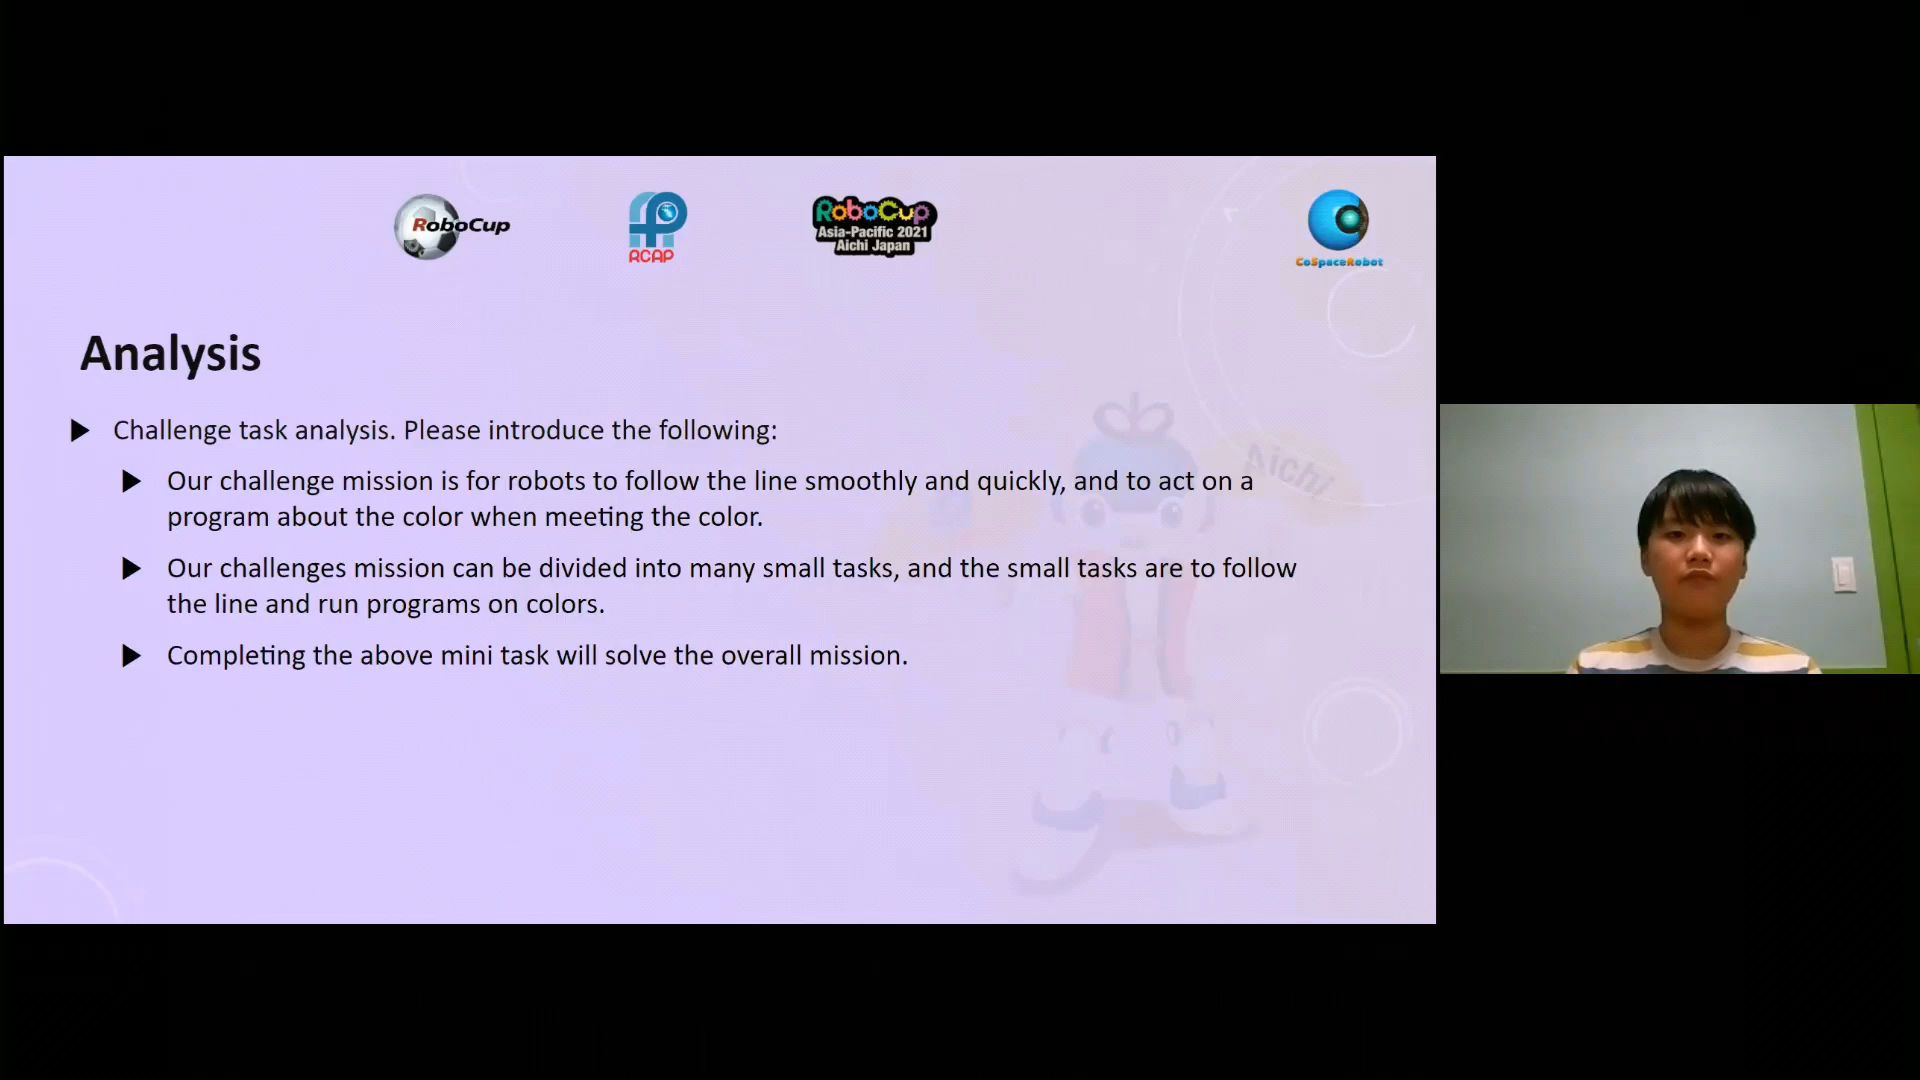 RoboCup
RCAP
RoboCup
Asia-Pacific 2021
Aichi Japan
CoSpaceRobot
Analysis
Challenge task analysis. Please introduce the following:
Our challenge mission is for robots to follow the line smoothly and quickly, and to act on a
program about the color when meeting the color.
Our challenges mission can be divided into many small tasks, and the small tasks are to follow
the line and run programs on colors.
Completing the above mini task will solve the overall mission.
Aichi